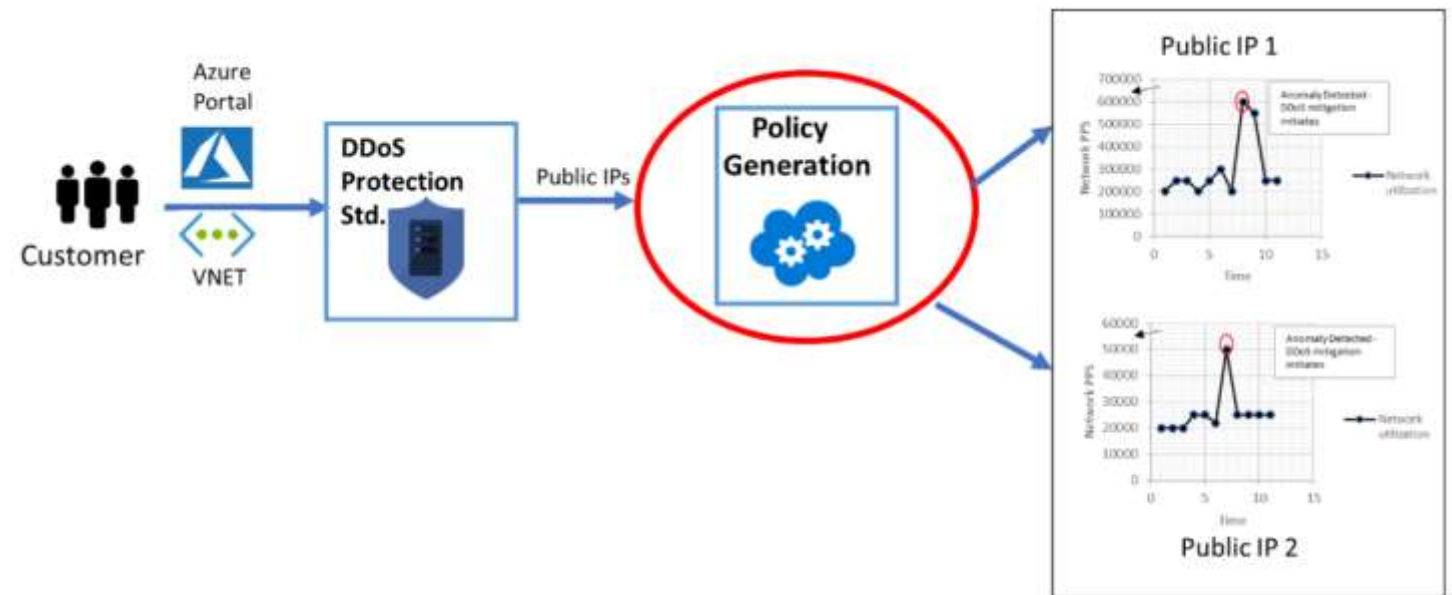 Azure
Portal
Customer
VNET
DDoS
Protection
Std.
Public IPs
Policy
Generation
Public IP 1
700000
600000
500000
400000
300000
200000
100000
0
0 5 10 15
Network PPS
Time
Anomaly Detected -
DDoS mitigation
initiates
Network
utilization
60000
50000
40000
30000
20000
10000
0
0 5 10 15
Network PPS
Time
Anomaly Detected -
DDoS mitigation
initiates
Network
utilization
Public IP 2